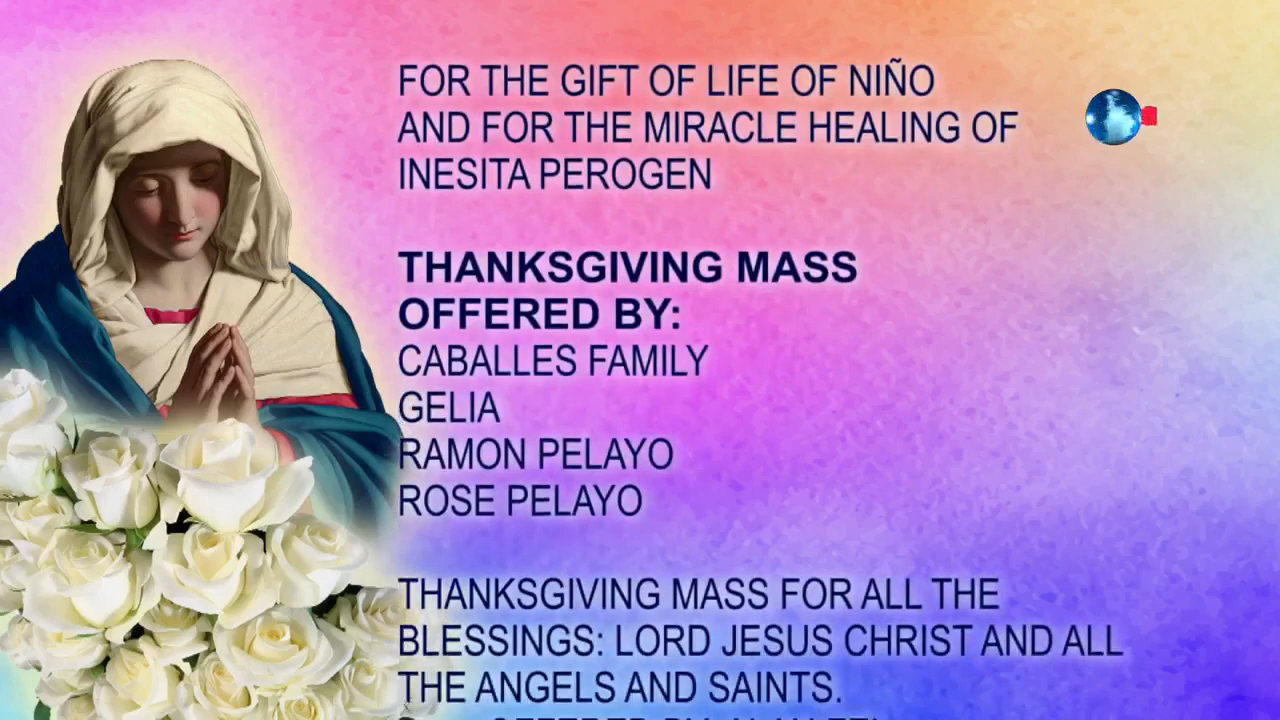 FOR THE GIFT OF LIFE OF NIÑO
AND FOR THE MIRACLE HEALING OF
INESITA PEROGEN
THANKSGIVING MASS
OFFERED BY:
CABALLES FAMILY
GELIA
RAMON PELAYO
ROSE PELAYO
THANKSGIVING MASS FOR ALL THE
BLESSINGS: LORD JESUS CHRIST AND ALL
THE ANGELS AND SAINTS.